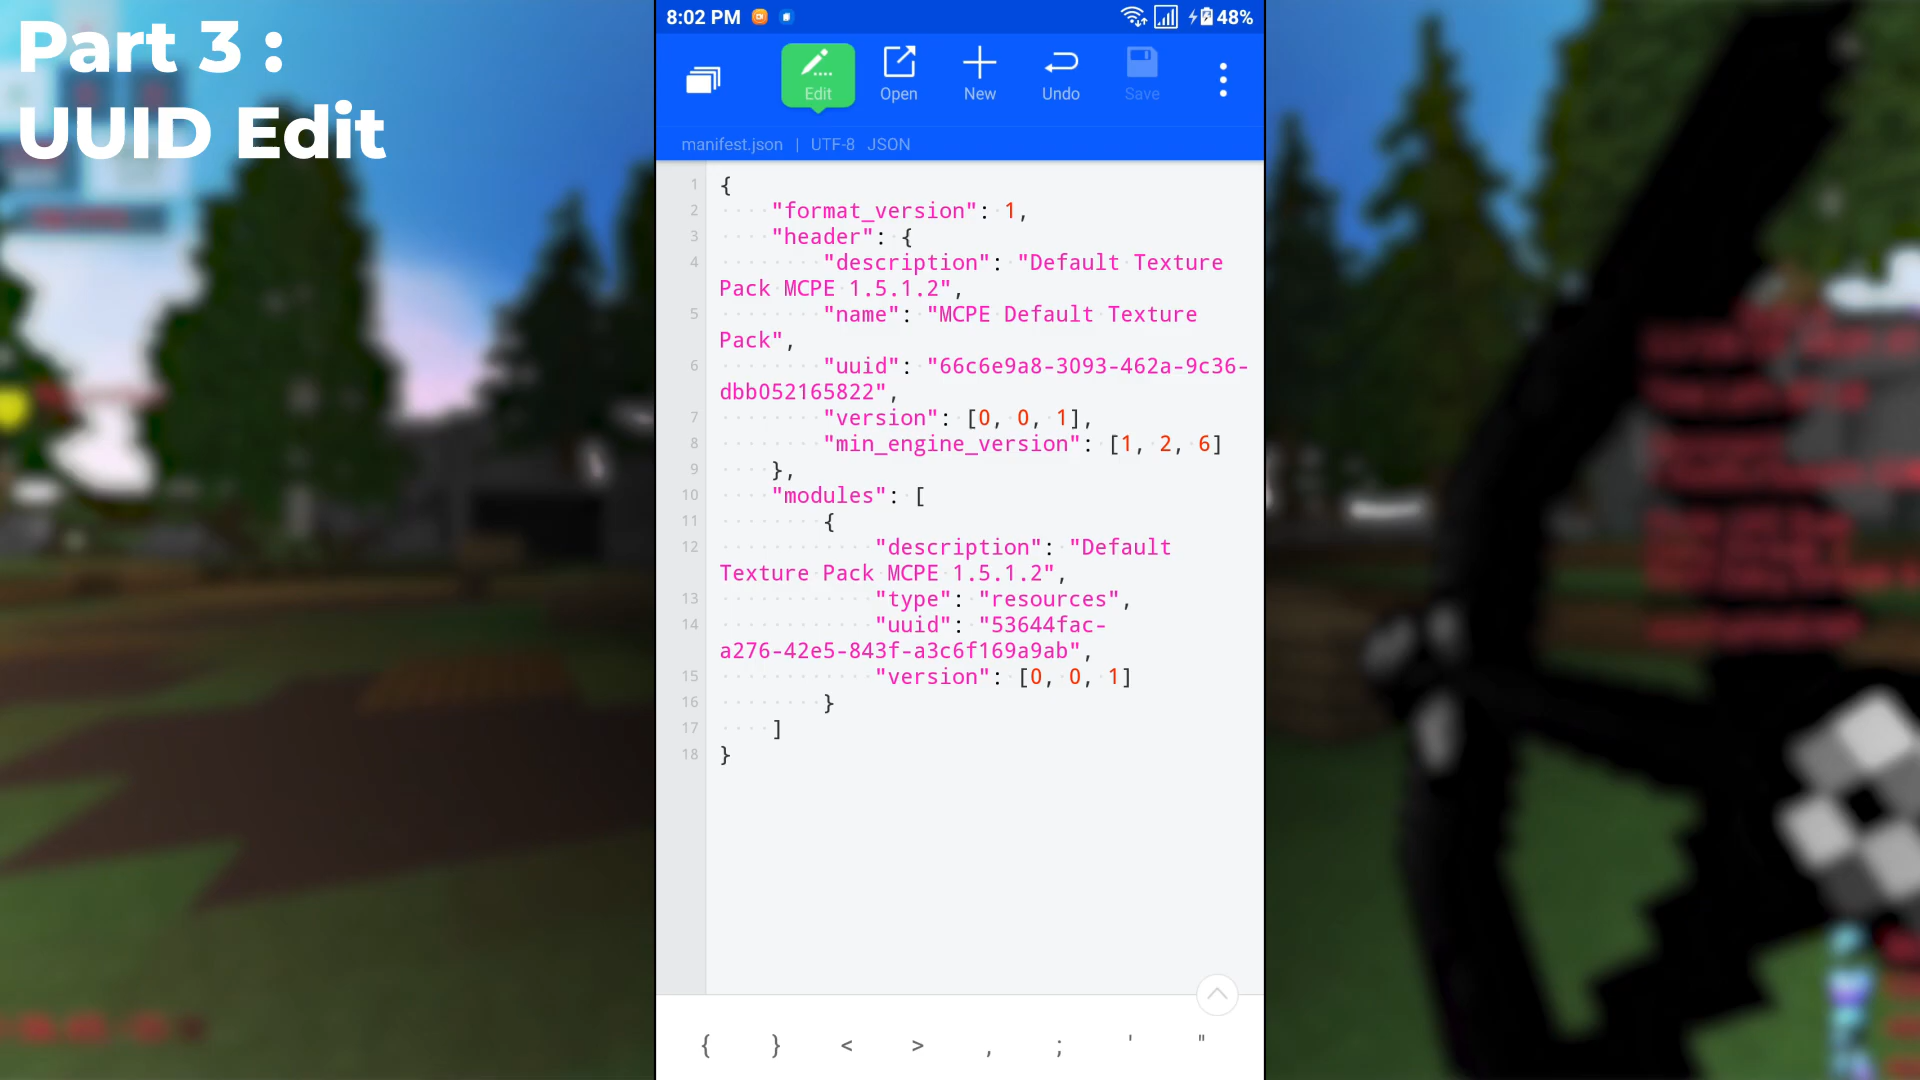 Part 3 :
UUID Edit
8:02 PM
48%
Edit
Open
New
Undo
Save
manifest.json | UTF-8 JSON
1 {
2 "format_version": 1,
3 "header": {
4 "description": "Default Texture
Pack MCPE 1.5.1.2",
5 "name": "MCPE Default Texture
Pack",
6 "uuid": "66c6e9a8-3093-462a-9c36-
dbb052165822",
7 "version": [0, 0, 1],
8 "min_engine_version": [1, 2, 6]
9 },
10 "modules": [
11 {
12 "description": "Default
Texture Pack MCPE 1.5.1.2",
13 "type": "resources",
14 "uuid": "53644fac-
a276-42e5-843f-a3c6f169a9ab",
15 "version": [0, 0, 1]
16 }
17 ]
18 }
{ } < > , ; ' "